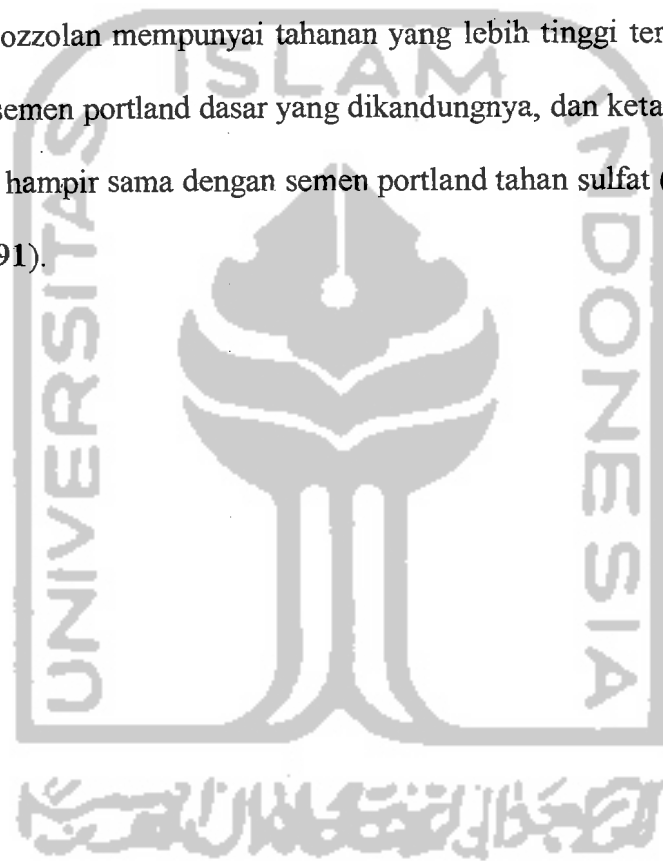 ozzolan mempunyai tahanan yang lebih tinggi ter
semen portland dasar yang dikandungnya, dan keta
hampir sama dengan semen portland tahan sulfat (
91).
ISLAM
UNIVERSITAS
INDONESIA